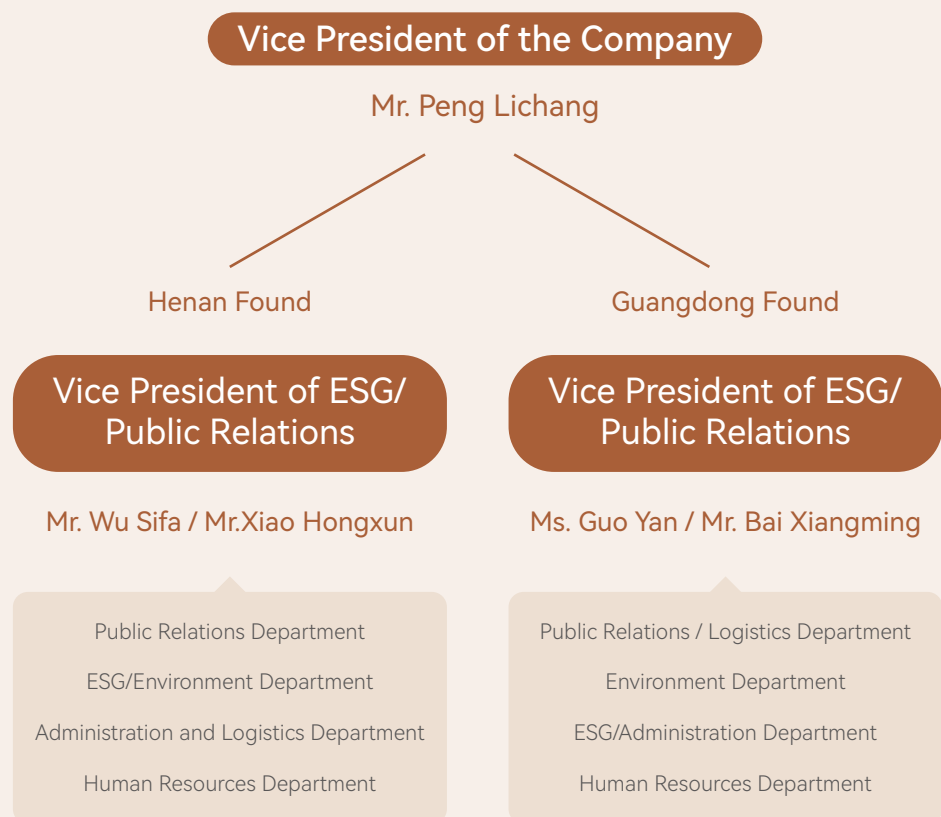 Vice President of the Company
Mr. Peng Lichang
Henan Found
Vice President of ESG/
Public Relations
Mr. Wu Sifa / Mr.Xiao Hongxun
Public Relations Department
ESG/Environment Department
Administration and Logistics Department
Human Resources Department
Guangdong Found
Vice President of ESG/
Public Relations
Ms. Guo Yan / Mr. Bai Xiangming
Public Relations / Logistics Department
Environment Department
ESG/Administration Department
Human Resources Department